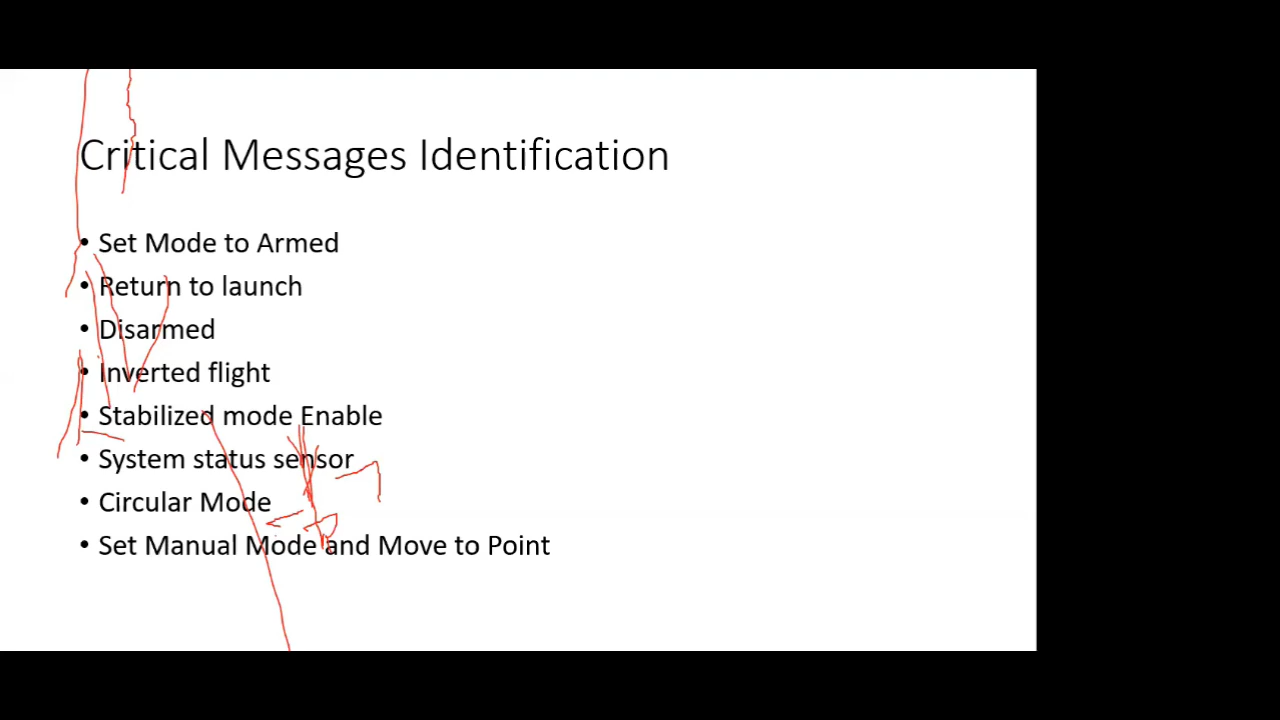 Critical Messages Identification
• Set Mode to Armed
• Return to launch
• Disarmed
• Inverted flight
• Stabilized mode Enable
• System status sensor
• Circular Mode
• Set Manual Mode and Move to Point